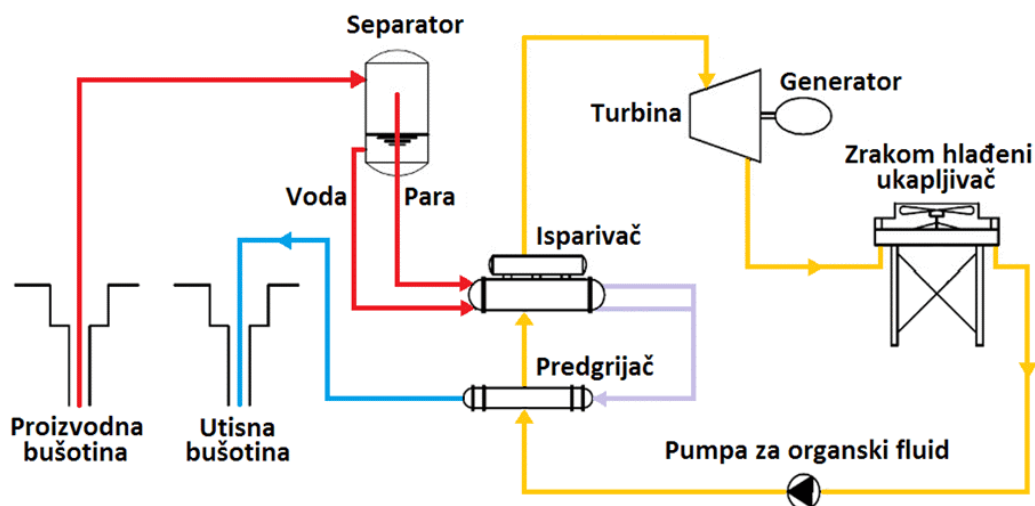 Separator
Generator
Turbina
Zrakom hlađeni
ukapljivač
Voda
Para
Isparivač
Predgrijač
Proizvodna
bušotina
Utisna
bušotina
Pumpa za organski fluid